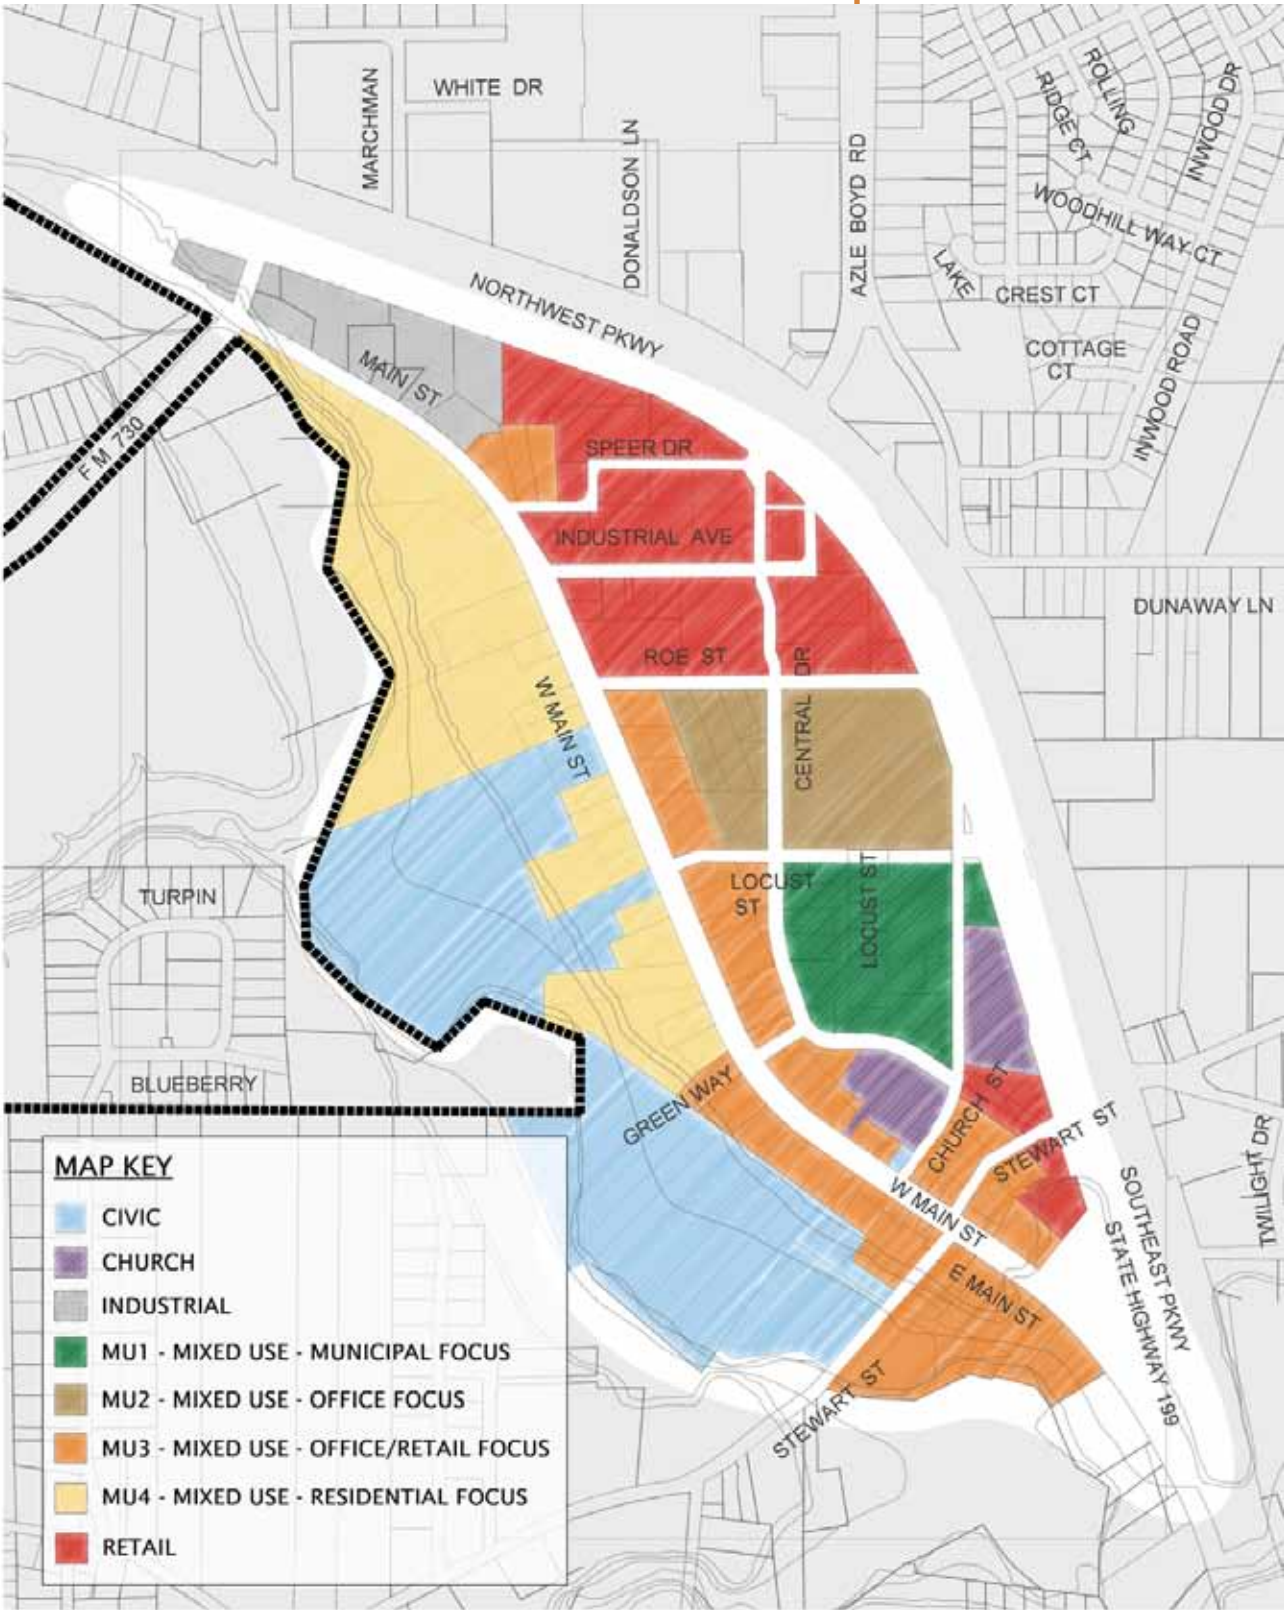 WHITE DR
MARCHMAN
DONALDSON LN
AZLE BOYD RD
ROLLING
RIDGE CT
INWOOD DR
WOODHILL WAY CT
LAKE
CREST CT
COTTAGE
CT
INWOOD ROAD
NORTHWEST PKWY
MAIN ST
F M 730
SPEER DR
INDUSTRIAL AVE
DUNAWAY LN
ROE ST
W MAIN ST
CENTRAL DR
LOCUST
ST
LOCUST ST
TURPIN
BLUEBERRY
GREEN WAY
CHURCH ST
STEWART ST
W MAIN ST
E MAIN ST
SOUTHEAST PKWY
STATE HIGHWAY 199
TWILIGHT DR
STEWART ST
MAP KEY
CIVIC
CHURCH
INDUSTRIAL
MU1 - MIXED USE - MUNICIPAL FOCUS
MU2 - MIXED USE - OFFICE FOCUS
MU3 - MIXED USE - OFFICE/RETAIL FOCUS
MU4 - MIXED USE - RESIDENTIAL FOCUS
RETAIL